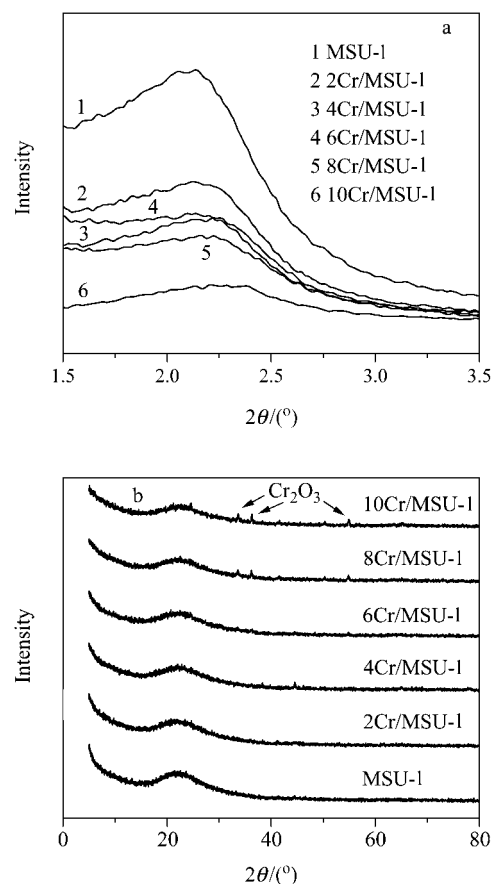 a
1 MSU-1
2 2Cr/MSU-1
3 4Cr/MSU-1
4 6Cr/MSU-1
5 8Cr/MSU-1
6 10Cr/MSU-1
1
2
4
3
5
6
Intensity
1.5 2.0 2.5 3.0 3.5
2θ/(°)
b
Cr₂O₃
10Cr/MSU-1
8Cr/MSU-1
6Cr/MSU-1
4Cr/MSU-1
2Cr/MSU-1
MSU-1
Intensity
0 20 40 60 80
2θ/(°)